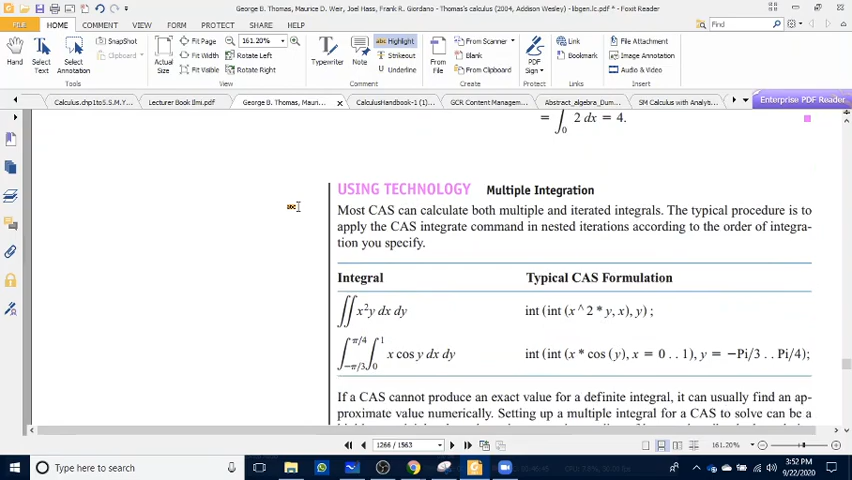 George B. Thomas, Maurice D. Weir, Joel Hass, Frank R. Giordano - Thomas's calculus (2004, Addison Wesley) - libgen.lc.pdf * - Foxit Reader
FILE HOME COMMENT VIEW FORM PROTECT SHARE HELP Find
Hand Select Text Select Annotation SnapShot Clipboard Actual Size Fit Page Fit Width Fit Visible 161.20% Rotate Left Rotate Right Typewriter Note Highlight Strikeout Underline From File From Scanner Blank From Clipboard PDF Sign Link Bookmark File Attachment Image Annotation Audio & Video
Tools View Comment Create Protect Links Insert
Calculus.chp1to5.S.M.Y... Lecturer Book Ilmi.pdf George B. Thomas, Mauri... CalculusHandbook-1 (1)... GCR Content Managem... Abstract_algebra_Dum... SM Calculus with Analyt... Enterprise PDF Reader
= ∫₀ 2 dx = 4.
USING TECHNOLOGY Multiple Integration
Most CAS can calculate both multiple and iterated integrals. The typical procedure is to
apply the CAS integrate command in nested iterations according to the order of integra-
tion you specify.
Integral Typical CAS Formulation
∬ x²y dx dy int (int (x ^ 2 * y, x), y) ;
∫_{-π/3}^{π/4} ∫_0^1 x cos y dx dy int (int (x * cos (y), x = 0 . . 1), y = −Pi/3 . . Pi/4);
If a CAS cannot produce an exact value for a definite integral, it can usually find an ap-
proximate value numerically. Setting up a multiple integral for a CAS to solve can be a
1266 / 1563 161.20%
Type here to search
3:52 PM
9/22/2020